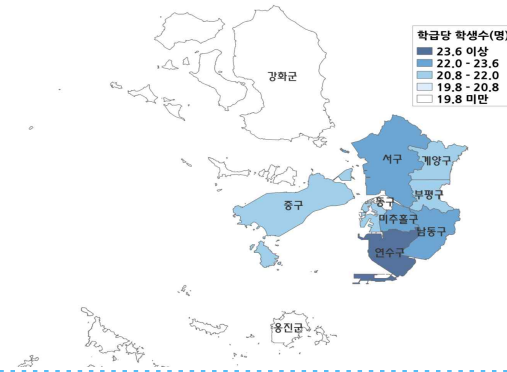 학급당 학생수(명)
23.6 이상
22.0 - 23.6
20.8 - 22.0
19.8 - 20.8
19.8 미만
강화군
서구
계양구
부평구
중구
동구
미추홀구
남동구
연수구
옹진군